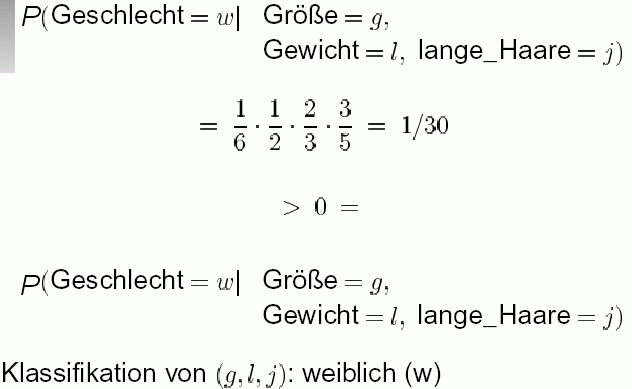 P(Geschlecht = w| Größe = g,
Gewicht = l, lange_Haare = j)
= 1/6 · 1/2 · 2/3 · 3/5 = 1/30
> 0 =
P(Geschlecht = w| Größe = g,
Gewicht = l, lange_Haare = j)
Klassifikation von (g, l, j): weiblich (w)